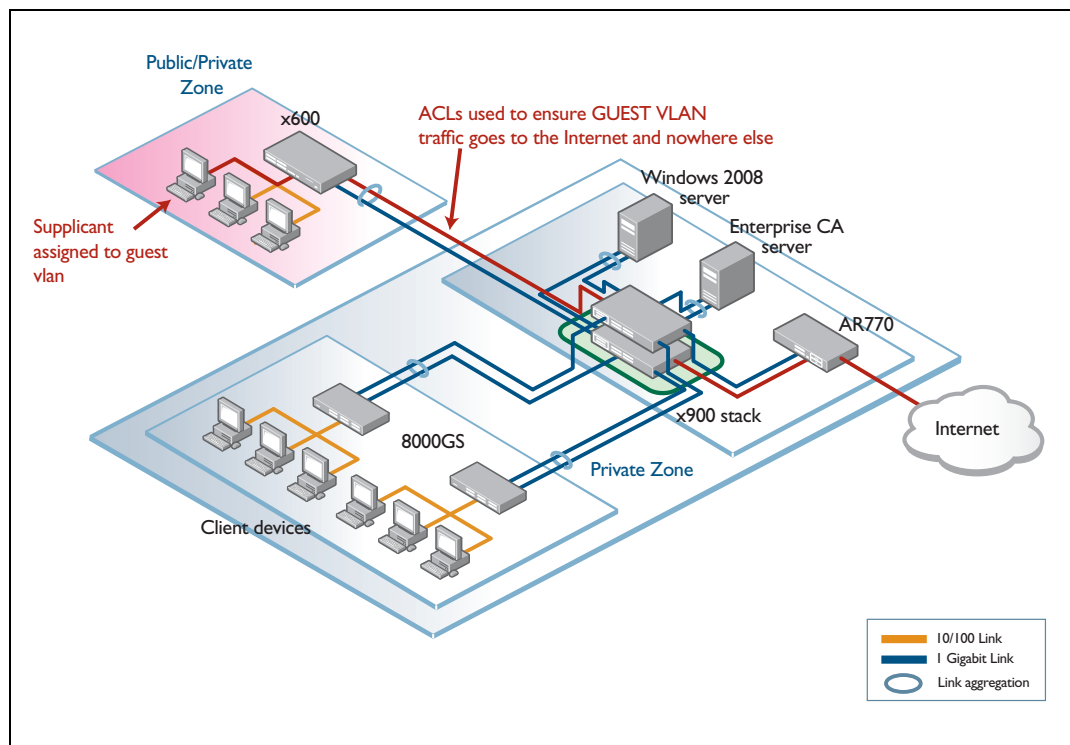 Public/Private
Zone
x600
ACLs used to ensure GUEST VLAN
traffic goes to the Internet and nowhere else
Windows 2008
server
Enterprise CA
server
Supplicant
assigned to guest
vlan
AR770
x900 stack
Internet
8000GS
Private Zone
Client devices
10/100 Link
1 Gigabit Link
Link aggregation